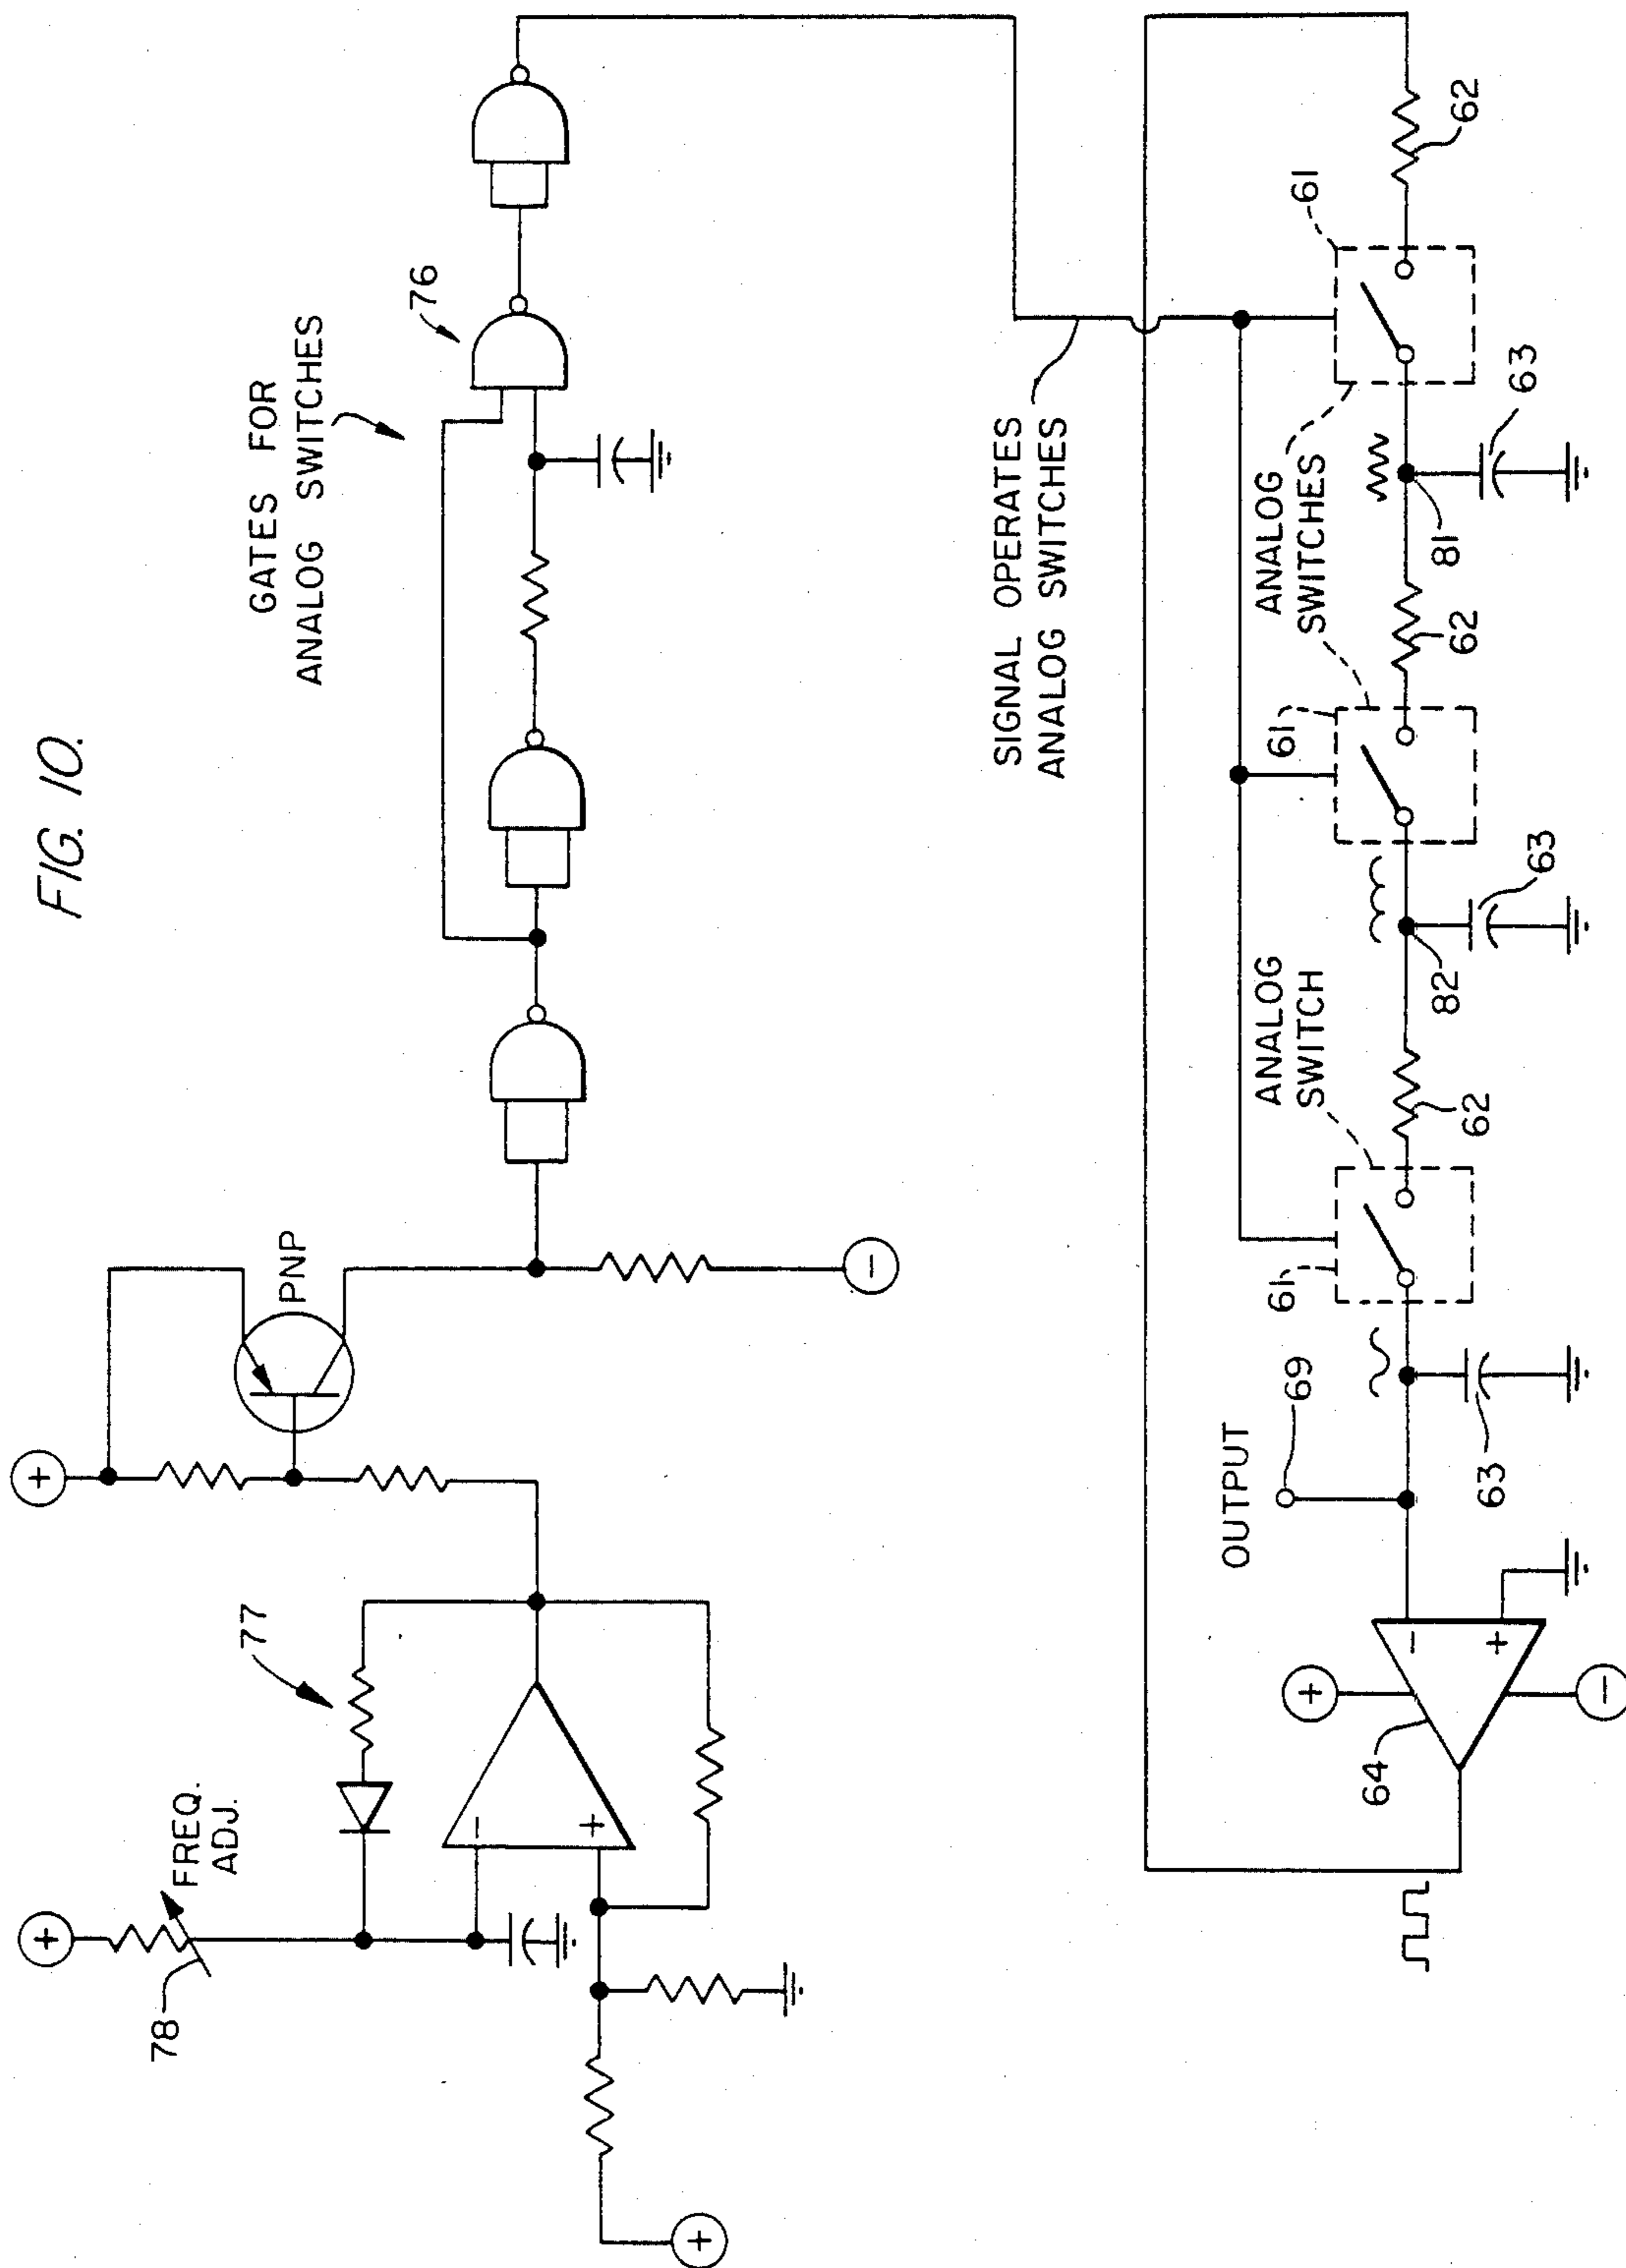 FIG. 10.
78
FREQ.
ADJ.
77
+
+
-
+
+
PNP
-
GATES FOR
ANALOG SWITCHES
76
SIGNAL OPERATES
ANALOG SWITCHES
64
+
-
-
+
OUTPUT
69
63
61
ANALOG
SWITCH
62
82
63
61
ANALOG
SWITCHES
62
81
63
61
62